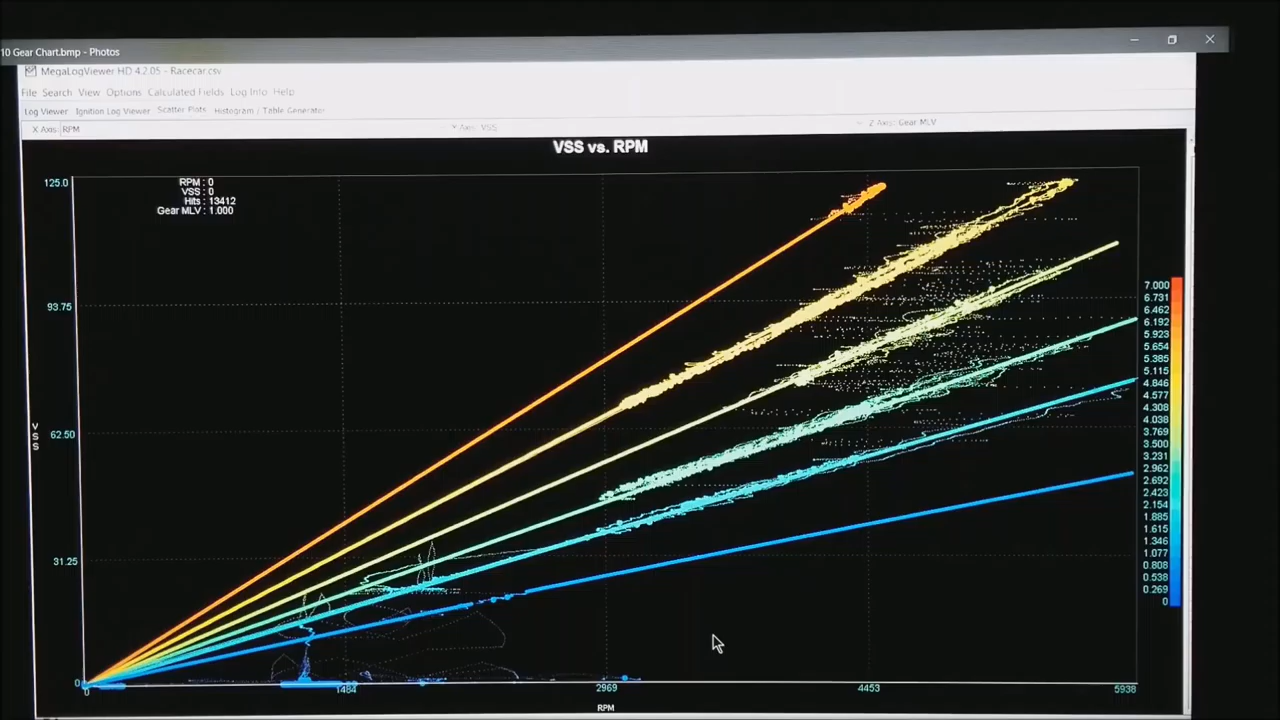 10 Gear Chart.bmp - Photos
MegaLogViewer HD 4.2.05 - Racecar.csv
File Search View Options Calculated Fields Log Info Help
Log Viewer Ignition Log Viewer Scatter Plots Histogram / Table Generator
X Axis: RPM Y Axis: VSS Z Axis: Gear MLV
VSS vs. RPM
125.0
RPM : 0
VSS : 0
Hits : 13412
Gear MLV : 1.000
93.75
62.50
31.25
0
VSS
7.000
6.731
6.462
6.192
5.923
5.654
5.385
5.115
4.846
4.577
4.308
4.038
3.769
3.500
3.231
2.962
2.692
2.423
2.154
1.885
1.615
1.346
1.077
0.808
0.538
0.269
0
0 1484 2969 4453 5938
RPM